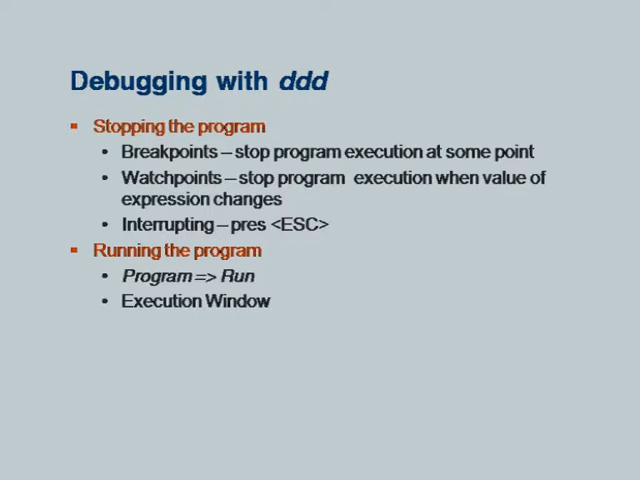 Debugging with ddd
▪ Stopping the program
• Breakpoints – stop program execution at some point
• Watchpoints – stop program execution when value of
expression changes
• Interrupting – pres <ESC>
▪ Running the program
• Program => Run
• Execution Window